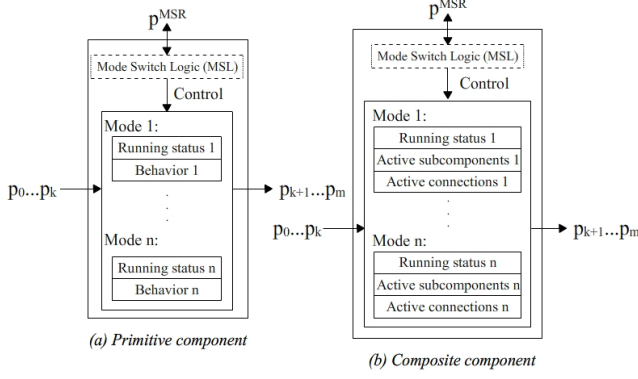 pMSR
Mode Switch Logic (MSL)
Control
Mode 1:
Running status 1
Behavior 1
.
.
.
p0...pk
pk+1...pm
Mode n:
Running status n
Behavior n
(a) Primitive component
pMSR
Mode Switch Logic (MSL)
Control
Mode 1:
Running status 1
Active subcomponents 1
Active connections 1
.
.
.
p0...pk
pk+1...pm
Mode n:
Running status n
Active subcomponents n
Active connections n
(b) Composite component